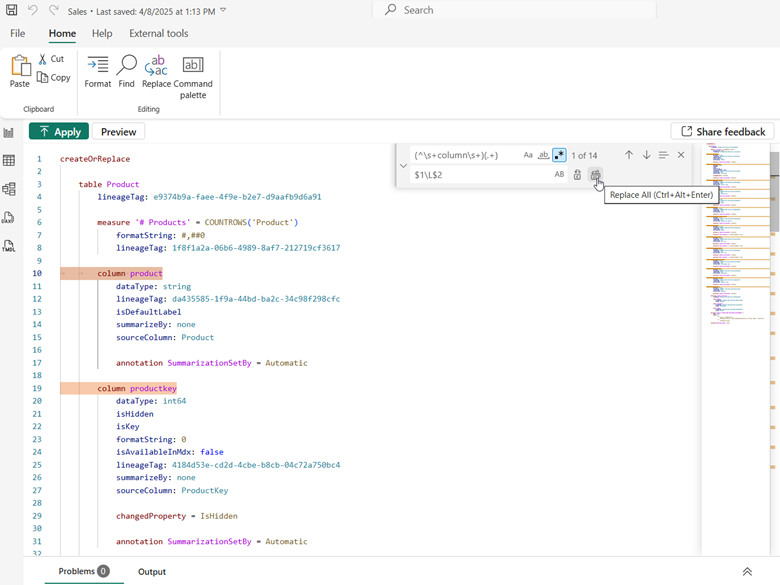 Sales • Last saved: 4/8/2025 at 1:13 PM
Search
File Home Help External tools
Paste
Cut
Copy
Clipboard
Format Find Replace Command palette
Editing
Apply Preview
Share feedback
(^\s+column\s+)(.+) Aa ab 1 of 14
$1\L$2 AB
Replace All (Ctrl+Alt+Enter)
1 createOrReplace
2
3 table Product
4 lineageTag: e9374b9a-faee-4f9e-b2e7-d9aafb9d6a91
5
6 measure '# Products' = COUNTROWS('Product')
7 formatString: #,##0
8 lineageTag: 1f8f1a2a-06b6-4989-8af7-212719cf3617
9
10 column product
11 dataType: string
12 lineageTag: da435585-1f9a-44bd-ba2c-34c98f298cfc
13 isDefaultLabel
14 summarizeBy: none
15 sourceColumn: Product
16
17 annotation SummarizationSetBy = Automatic
18
19 column productkey
20 dataType: int64
21 isHidden
22 isKey
23 formatString: 0
24 isAvailableInMdx: false
25 lineageTag: 4184d53e-cd2d-4cbe-b8cb-04c72a750bc4
26 summarizeBy: none
27 sourceColumn: ProductKey
28
29 changedProperty = IsHidden
30
31 annotation SummarizationSetBy = Automatic
32
Problems 0 Output
DAX
TMDL